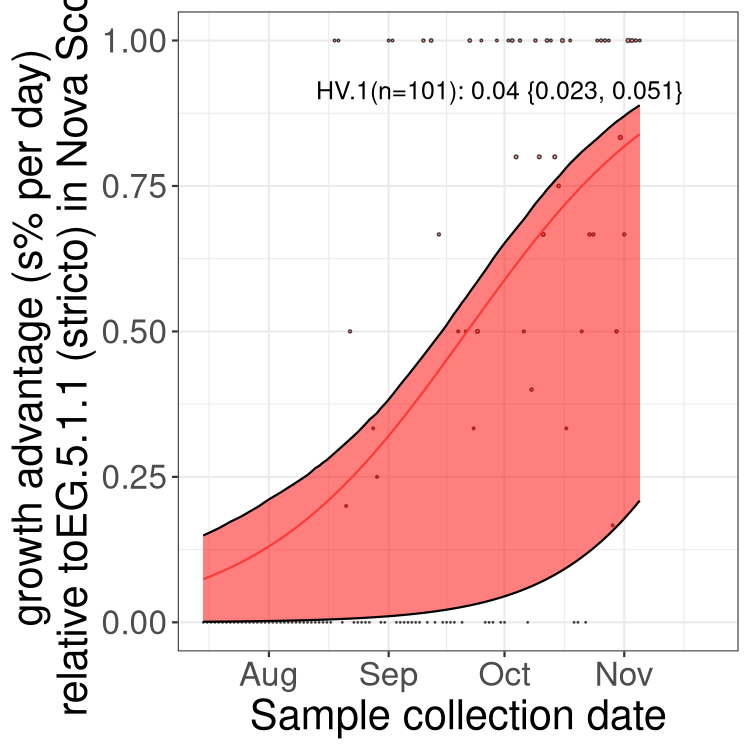 growth advantage (s% per day)
relative toEG.5.1.1 (stricto) in Nova Sco
1.00
0.75
0.50
0.25
0.00
HV.1(n=101): 0.04 {0.023, 0.051}
Aug Sep Oct Nov
Sample collection date